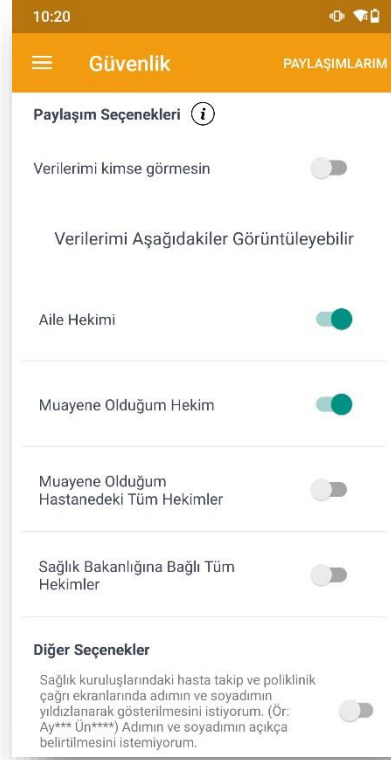 10:20
Güvenlik
PAYLAŞIMLARIM
Paylaşım Seçenekleri i
Verilerimi kimse görmesin
Verilerimi Aşağıdakiler Görüntüleyebilir
Aile Hekimi
Muayene Olduğum Hekim
Muayene Olduğum
Hastanedeki Tüm Hekimler
Sağlık Bakanlığına Bağlı Tüm
Hekimler
Diğer Seçenekler
Sağlık kuruluşlarındaki hasta takip ve poliklinik
çağrı ekranlarında adımın ve soyadımın
yıldızlanarak gösterilmesini istiyorum. (Ör:
Ay*** Ün****) Adımın ve soyadımın açıkça
belirtilmesini istemiyorum.